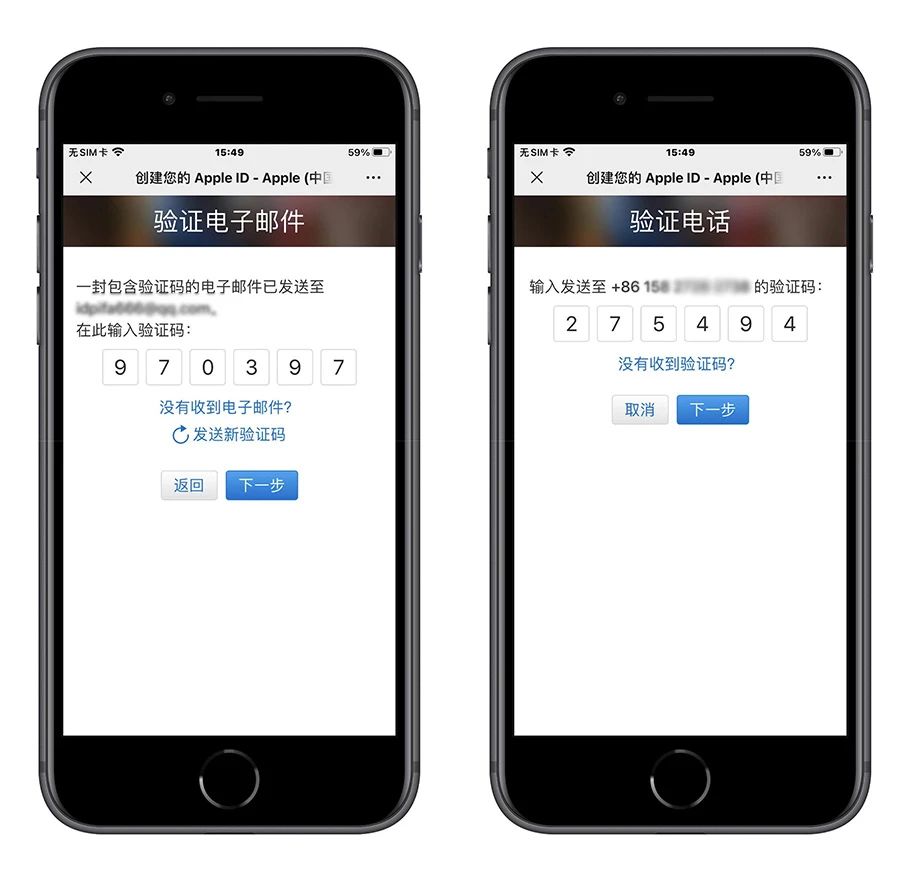 无SIM卡 15:49 59%
创建您的 Apple ID - Apple (中
验证电子邮件
一封包含验证码的电子邮件已发送至
在此输入验证码：
9 7 0 3 9 7
没有收到电子邮件？
发送新验证码
返回 下一步
无SIM卡 15:49 59%
创建您的 Apple ID - Apple (中
验证电话
输入发送至 +86 158 的验证码：
2 7 5 4 9 4
没有收到验证码？
取消 下一步